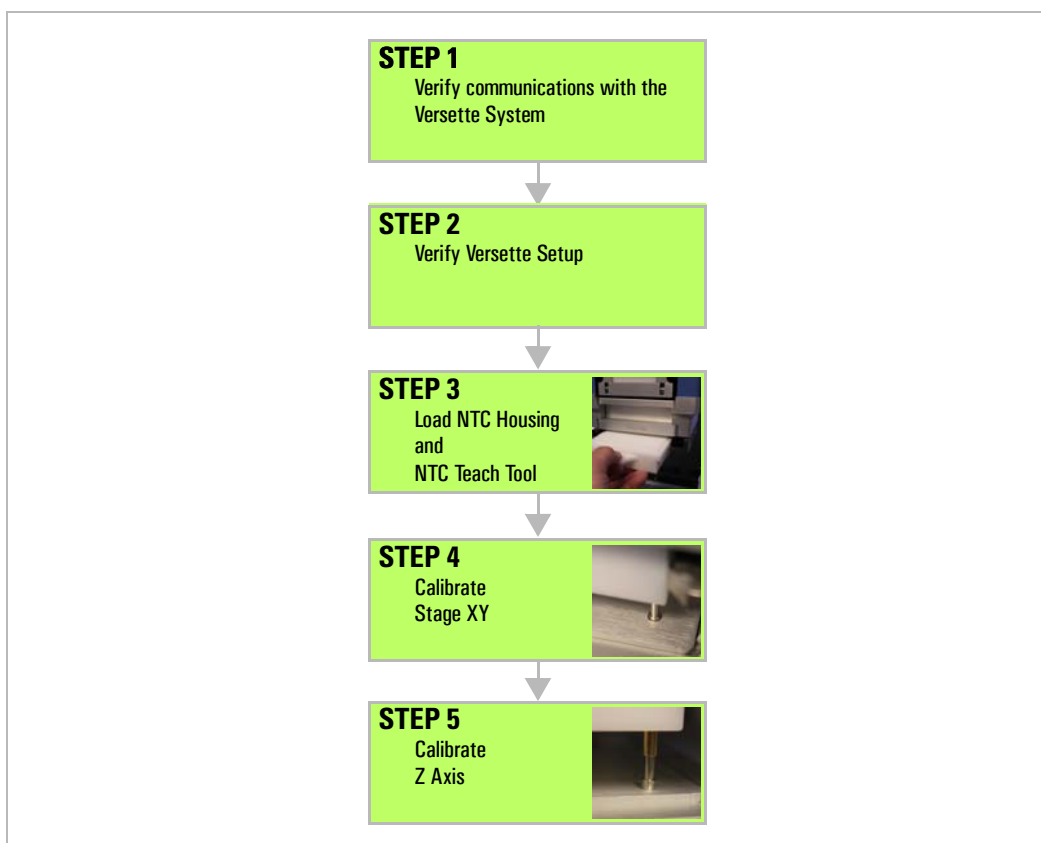 STEP 1
Verify communications with the
Versette System
STEP 2
Verify Versette Setup
STEP 3
Load NTC Housing
and
NTC Teach Tool
STEP 4
Calibrate
Stage XY
STEP 5
Calibrate
Z Axis